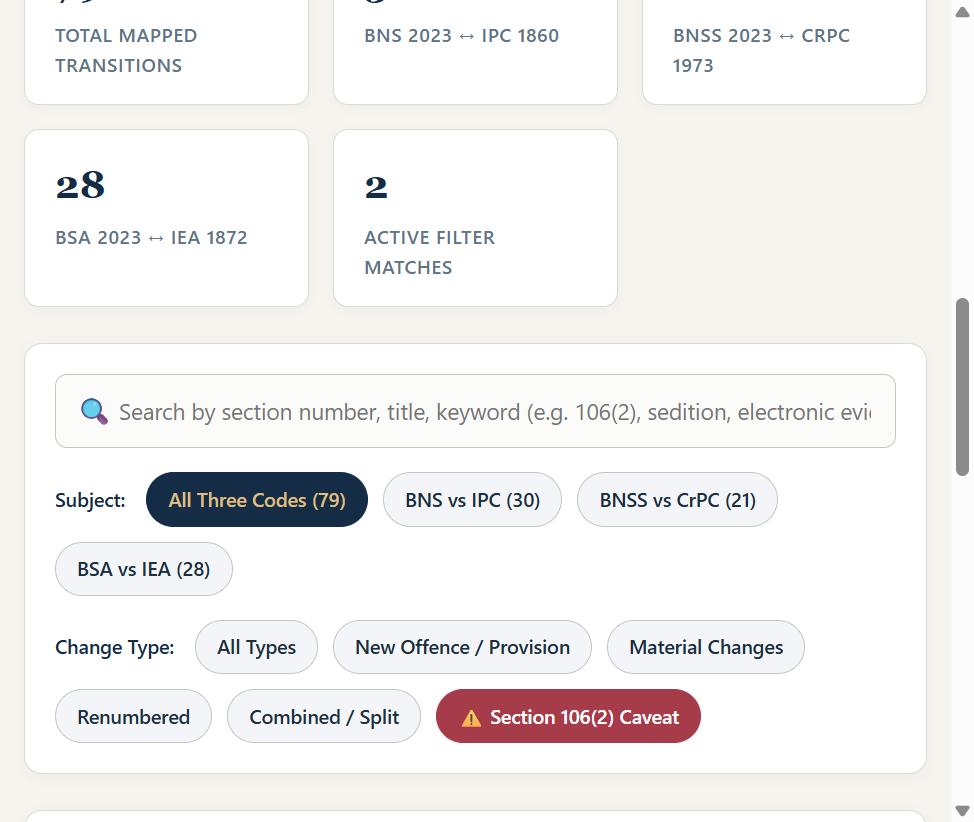 BNS 2023 ↔ IPC 1860
TOTAL MAPPED
TRANSITIONS
BNSS 2023 ↔ CRPC
1973
28
BSA 2023 ↔ IEA 1872
2
ACTIVE FILTER
MATCHES
Search by section number, title, keyword (e.g. 106(2), sedition, electronic
Subject:
All Three Codes (79)
BNS vs IPC (30)
BNSS vs CrPC (21)
BSA vs IEA (28)
Change Type:
All Types
New Offence / Provision
Material Changes
Renumbered
Combined / Split
⚠️ Section 106(2) Caveat